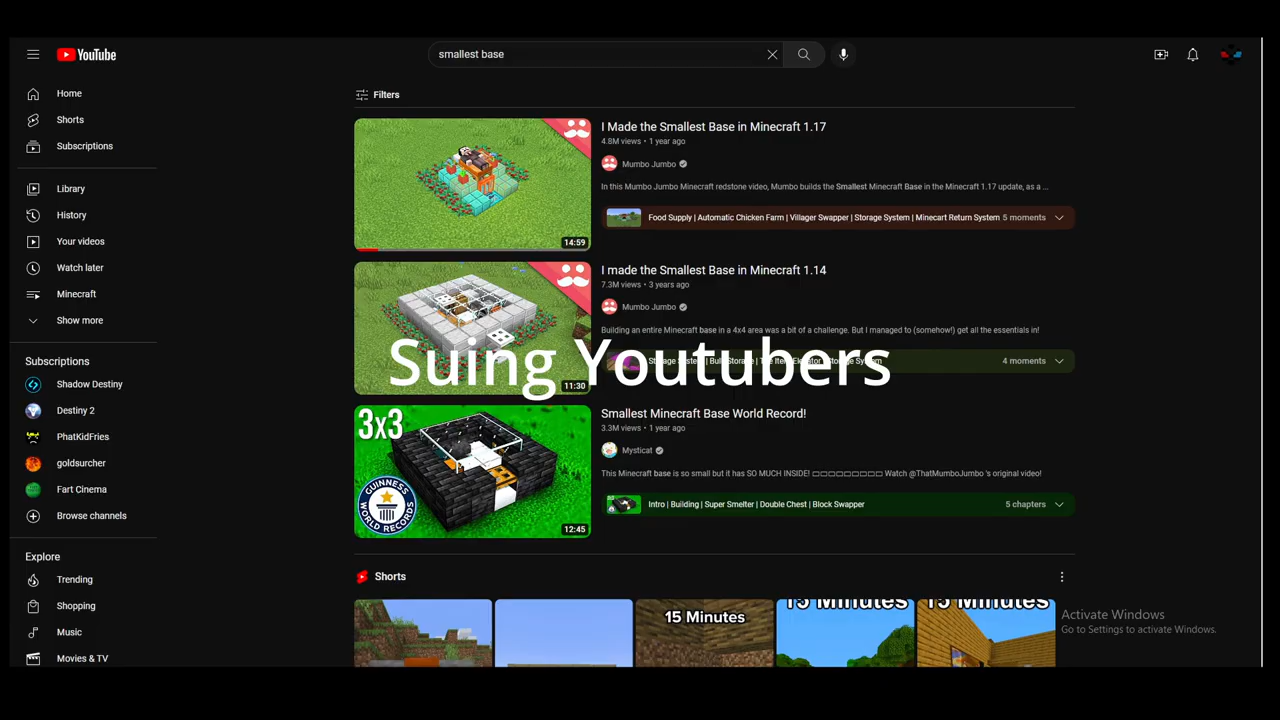 YouTube
smallest base
Home
Shorts
Subscriptions
Library
History
Your videos
Watch later
Minecraft
Show more
Subscriptions
Shadow Destiny
Destiny 2
PhatKidFries
goldsurcher
Fart Cinema
Browse channels
Explore
Trending
Shopping
Music
Movies & TV
Filters
14:59
I Made the Smallest Base in Minecraft 1.17
4.8M views • 1 year ago
Mumbo Jumbo
In this Mumbo Jumbo Minecraft redstone video, Mumbo builds the Smallest Minecraft Base in the Minecraft 1.17 update, as a ...
Food Supply | Automatic Chicken Farm | Villager Swapper | Storage System | Minecart Return System 5 moments
11:30
I made the Smallest Base in Minecraft 1.14
7.3M views • 3 years ago
Mumbo Jumbo
Building an entire Minecraft base in a 4x4 area was a bit of a challenge. But I managed to (somehow!) get all the essentials in!
4 moments
Suing Youtubers
3x3
GUINNESS
WORLD RECORDS
12:45
Smallest Minecraft Base World Record!
3.3M views • 1 year ago
Mysticat
This Minecraft base is so small but it has SO MUCH INSIDE! □□□□□□□□□ Watch @ThatMumboJumbo 's original video!
Intro | Building | Super Smelter | Double Chest | Block Swapper 5 chapters
Shorts
15 Minutes
15 Minutes
15 Minutes
Activate Windows
Go to Settings to activate Windows.